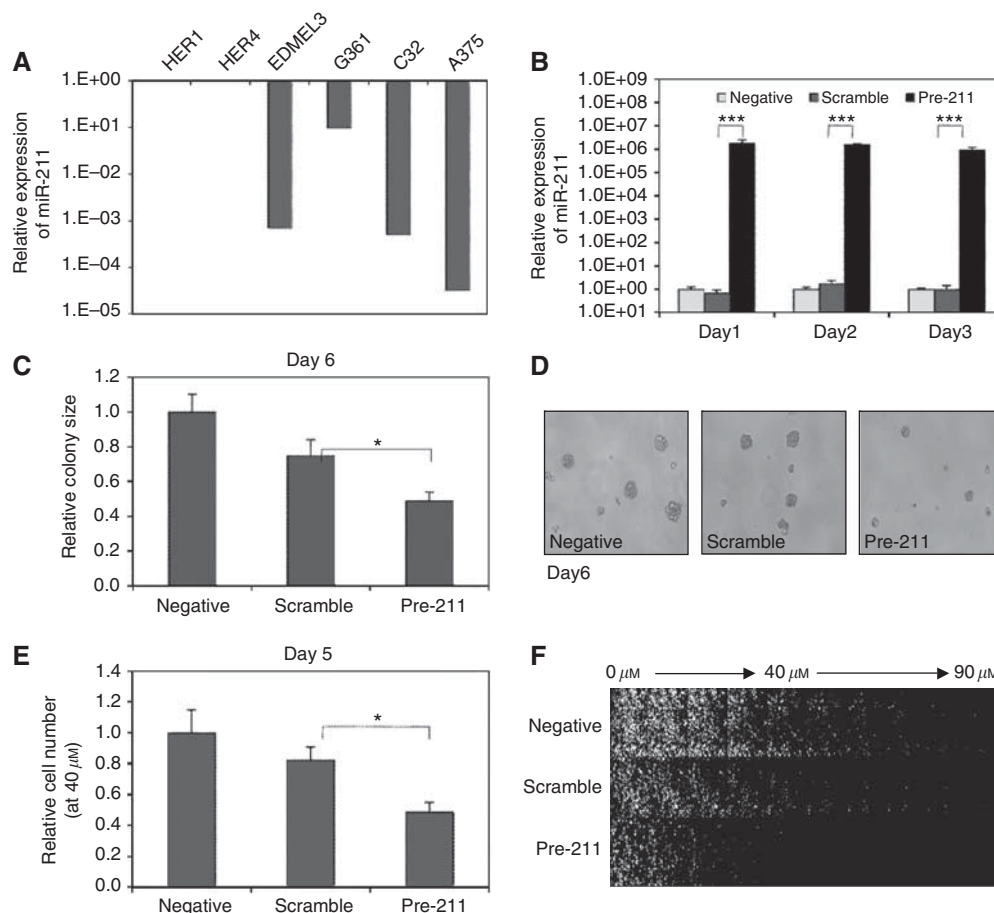 A
HER1 HER4 EDMEL3 G361 C32 A375
Relative expression
of miR-211
1.E+00
1.E+01
1.E–02
1.E–03
1.E–04
1.E–05
B
Relative expression
of miR-211
1.0E+09
1.0E+08
1.0E+07
1.0E+06
1.0E+05
1.0E+04
1.0E+03
1.0E+02
1.0E+01
1.0E+00
1.0E+01
Negative Scramble Pre-211
*** *** ***
Day1 Day2 Day3
C
Day 6
Relative colony size
1.2
1.0
0.8
0.6
0.4
0.2
0.0
*
Negative Scramble Pre-211
D
Negative Scramble Pre-211
Day6
E
Day 5
Relative cell number
(at 40 μM)
1.4
1.2
1.0
0.8
0.6
0.4
0.2
0.0
*
Negative Scramble Pre-211
F
0 μM 40 μM 90 μM
Negative
Scramble
Pre-211